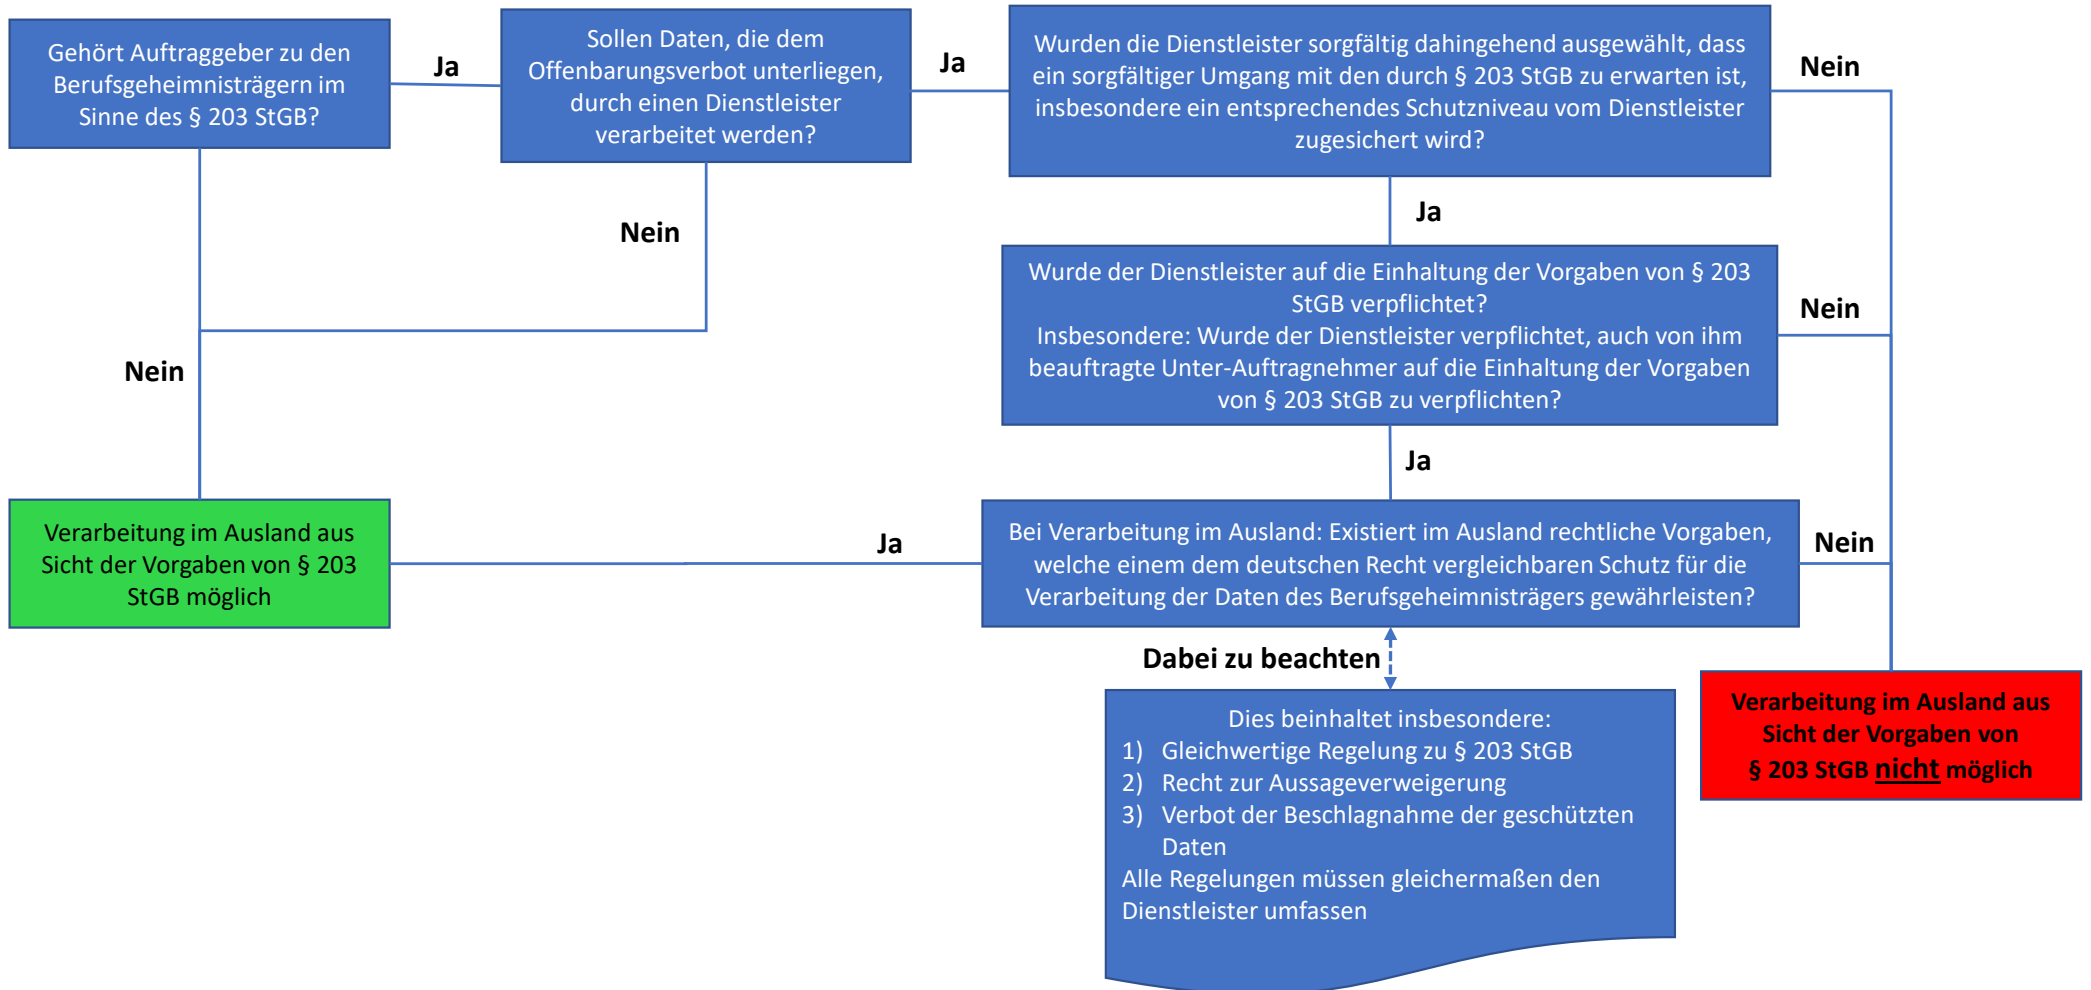 Gehört Auftraggeber zu den
Berufsgeheimnisträgern im
Sinne des § 203 StGB?
Ja
Sollen Daten, die dem
Offenbarungsverbot unterliegen,
durch einen Dienstleister
verarbeitet werden?
Ja
Wurden die Dienstleister sorgfältig dahingehend ausgewählt, dass
ein sorgfältiger Umgang mit den durch § 203 StGB zu erwarten ist,
insbesondere ein entsprechendes Schutzniveau vom Dienstleister
zugesichert wird?
Nein
Nein
Ja
Wurde der Dienstleister auf die Einhaltung der Vorgaben von § 203
StGB verpflichtet?
Insbesondere: Wurde der Dienstleister verpflichtet, auch von ihm
beauftragte Unter-Auftragnehmer auf die Einhaltung der Vorgaben
von § 203 StGB zu verpflichten?
Nein
Nein
Ja
Verarbeitung im Ausland aus
Sicht der Vorgaben von § 203
StGB möglich
Ja
Bei Verarbeitung im Ausland: Existiert im Ausland rechtliche Vorgaben,
welche einem dem deutschen Recht vergleichbaren Schutz für die
Verarbeitung der Daten des Berufsgeheimnisträgers gewährleisten?
Nein
Dabei zu beachten
Dies beinhaltet insbesondere:
1) Gleichwertige Regelung zu § 203 StGB
2) Recht zur Aussageverweigerung
3) Verbot der Beschlagnahme der geschützten
Daten
Alle Regelungen müssen gleichermaßen den
Dienstleister umfassen
Verarbeitung im Ausland aus
Sicht der Vorgaben von
§ 203 StGB nicht möglich